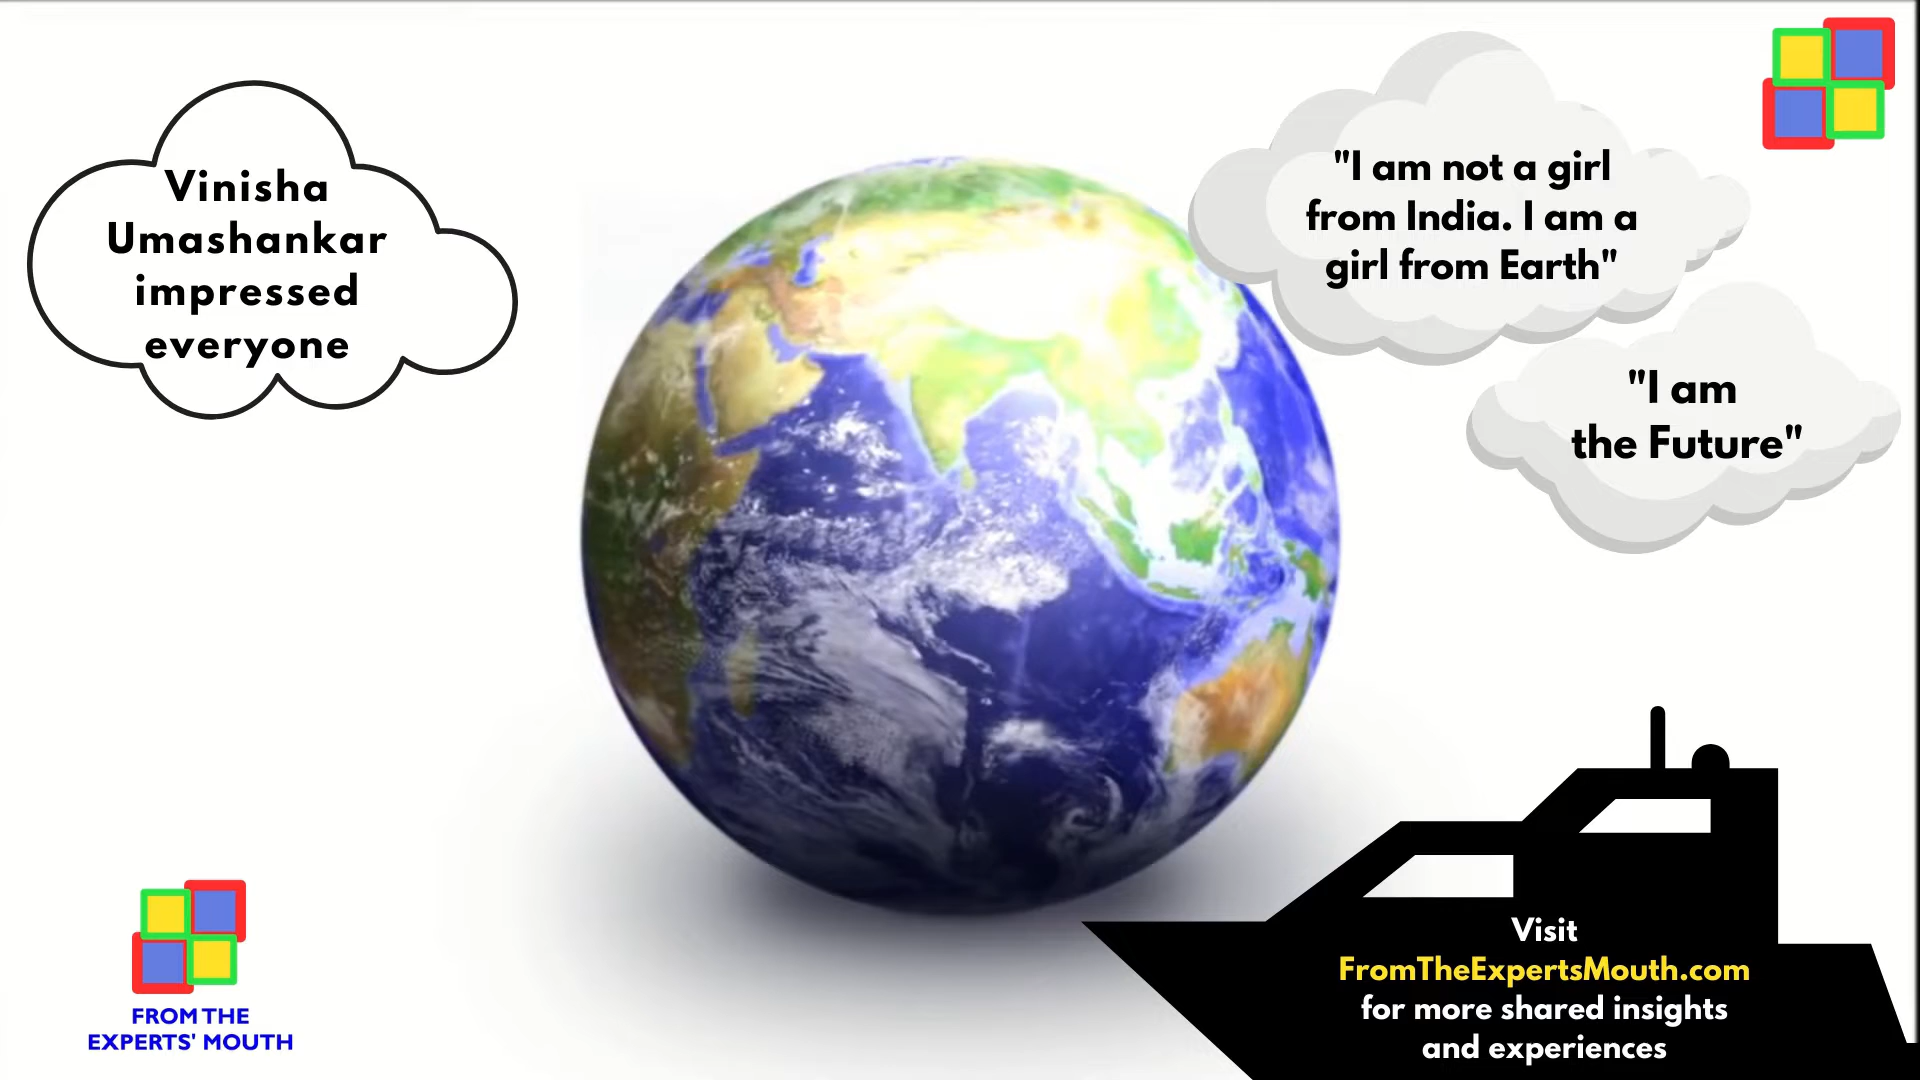 Vinisha
Umashankar
impressed
everyone
"I am not a girl
from India. I am a
girl from Earth"
"I am
the Future"
FROM THE
EXPERTS' MOUTH
Visit
FromTheExpertsMouth.com
for more shared insights
and experiences